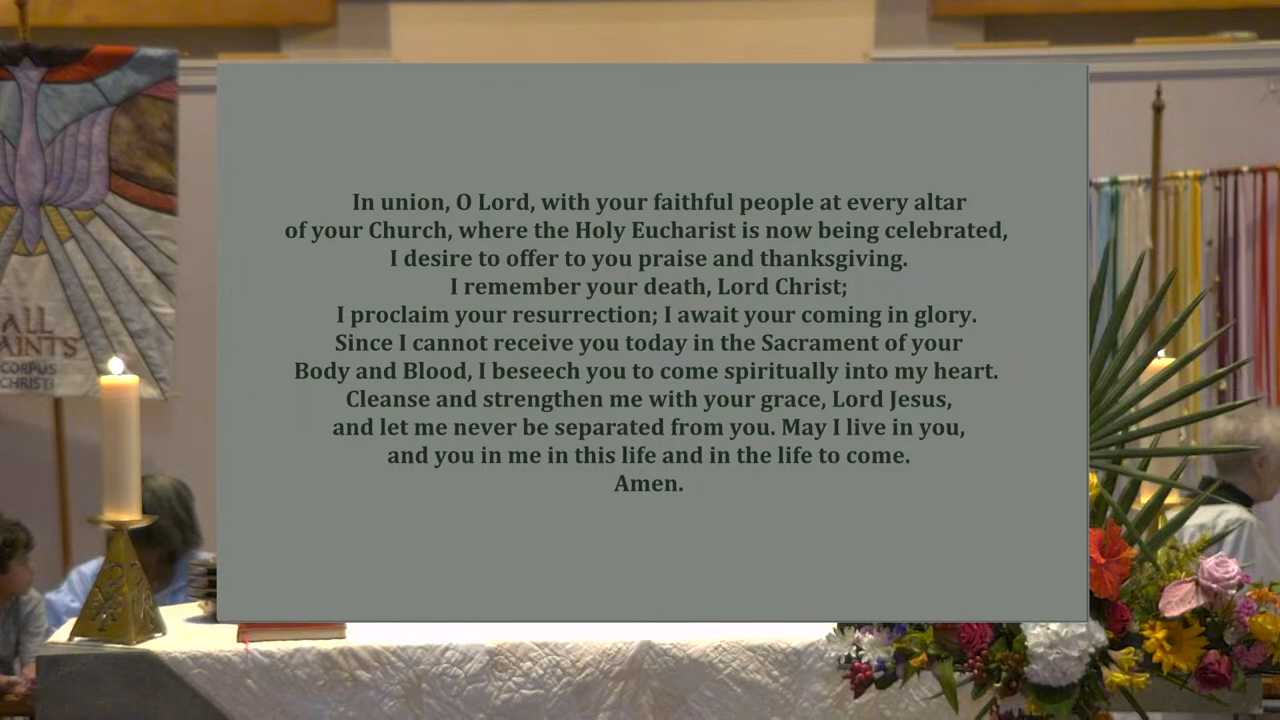 In union, O Lord, with your faithful people at every altar
of your Church, where the Holy Eucharist is now being celebrated,
I desire to offer to you praise and thanksgiving.
I remember your death, Lord Christ;
I proclaim your resurrection; I await your coming in glory.
Since I cannot receive you today in the Sacrament of your
Body and Blood, I beseech you to come spiritually into my heart.
Cleanse and strengthen me with your grace, Lord Jesus,
and let me never be separated from you. May I live in you,
and you in me in this life and in the life to come.
Amen.
ALL
SAINTS
CORPUS
CHRISTI